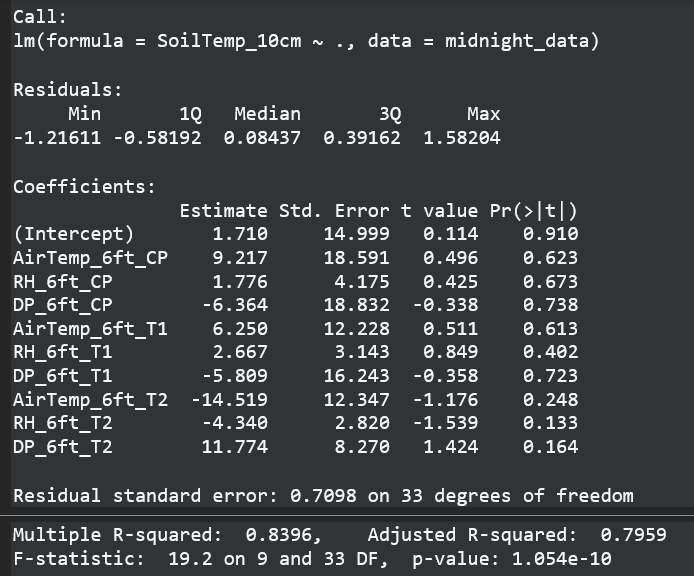 Call:
lm(formula = SoilTemp_10cm ~ ., data = midnight_data)
Residuals:
Min 1Q Median 3Q Max
-1.21611 -0.58192 0.08437 0.39162 1.58204
Coefficients:
Estimate Std. Error t value Pr(>|t|)
(Intercept) 1.710 14.999 0.114 0.910
AirTemp_6ft_CP 9.217 18.591 0.496 0.623
RH_6ft_CP 1.776 4.175 0.425 0.673
DP_6ft_CP -6.364 18.832 -0.338 0.738
AirTemp_6ft_T1 6.250 12.228 0.511 0.613
RH_6ft_T1 2.667 3.143 0.849 0.402
DP_6ft_T1 -5.809 16.243 -0.358 0.723
AirTemp_6ft_T2 -14.519 12.347 -1.176 0.248
RH_6ft_T2 -4.340 2.820 -1.539 0.133
DP_6ft_T2 11.774 8.270 1.424 0.164
Residual standard error: 0.7098 on 33 degrees of freedom
Multiple R-squared: 0.8396, Adjusted R-squared: 0.7959
F-statistic: 19.2 on 9 and 33 DF, p-value: 1.054e-10